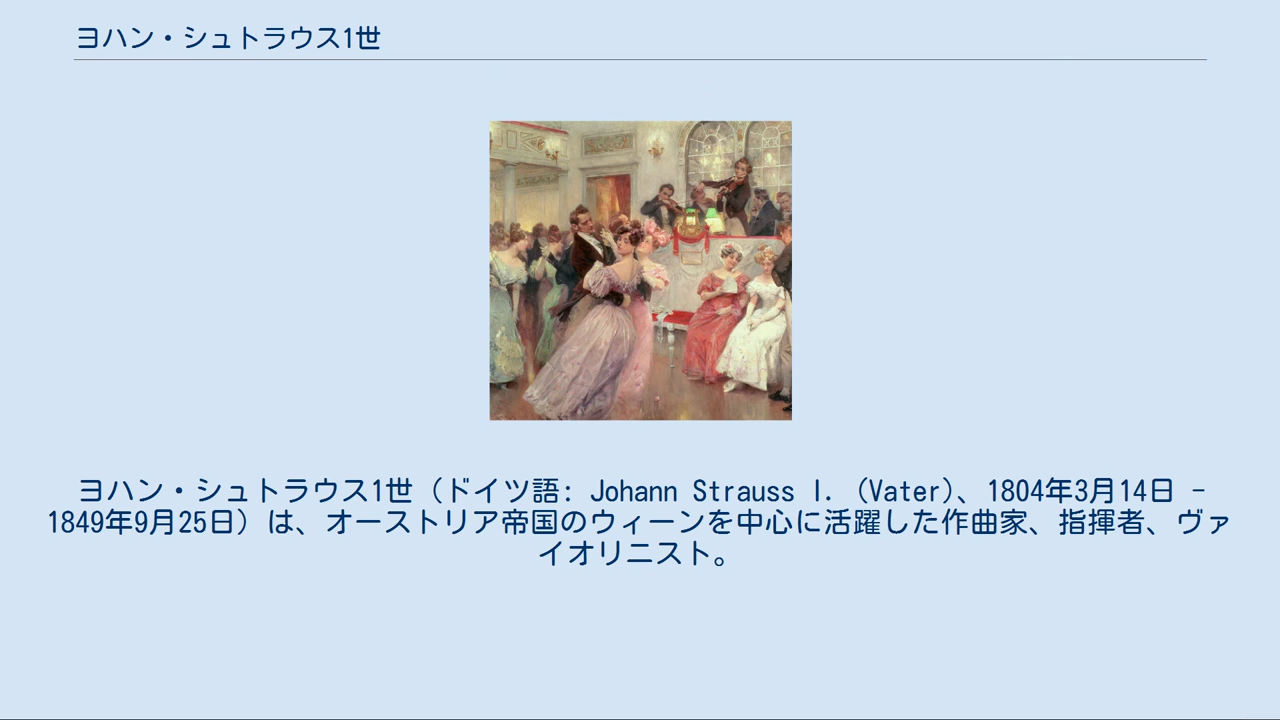 ヨハン・シュトラウス1世
ヨハン・シュトラウス1世（ドイツ語: Johann Strauss I. (Vater)、1804年3月14日 -
1849年9月25日）は、オーストリア帝国のウィーンを中心に活躍した作曲家、指揮者、ヴァ
イオリニスト。